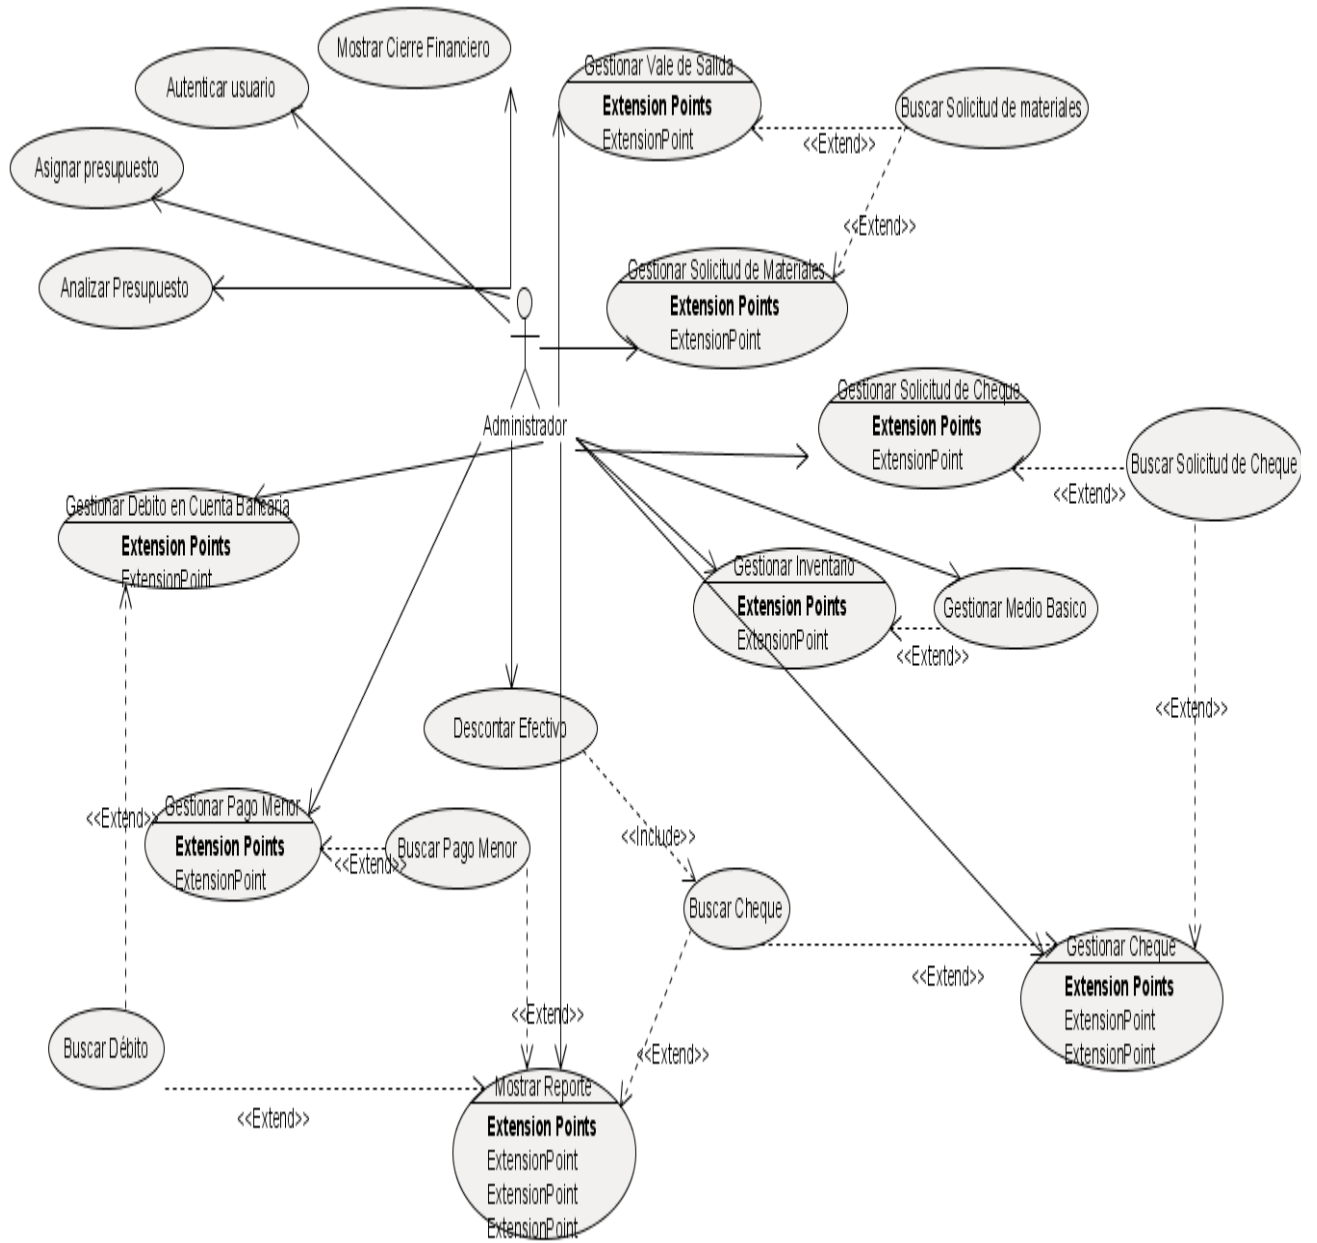 Mostrar Cierre Financiero
Autenticar usuario
Asignar presupuesto
Analizar Presupuesto
Gestionar Vale de Salida
Extension Points
ExtensionPoint
Buscar Solicitud de materiales
<<Extend>>
<<Extend>>
Gestionar Solicitud de Materiales
Extension Points
ExtensionPoint
Administrador
Gestionar Solicitud de Cheque
Extension Points
ExtensionPoint
Buscar Solicitud de Cheque
<<Extend>>
Gestionar Debito en Cuenta Bancaria
Extension Points
ExtensionPoint
Gestionar Inventario
Extension Points
ExtensionPoint
Gestionar Medio Basico
<<Extend>>
<<Extend>>
Descontar Efectivo
Gestionar Pago Menor
Extension Points
ExtensionPoint
<<Extend>>
Buscar Pago Menor
<<Extend>>
<<Include>>
Buscar Cheque
<<Extend>>
Gestionar Cheque
Extension Points
ExtensionPoint
ExtensionPoint
<<Extend>>
<<Extend>>
Buscar Débito
<<Extend>>
Mostrar Reporte
Extension Points
ExtensionPoint
ExtensionPoint
ExtensionPoint